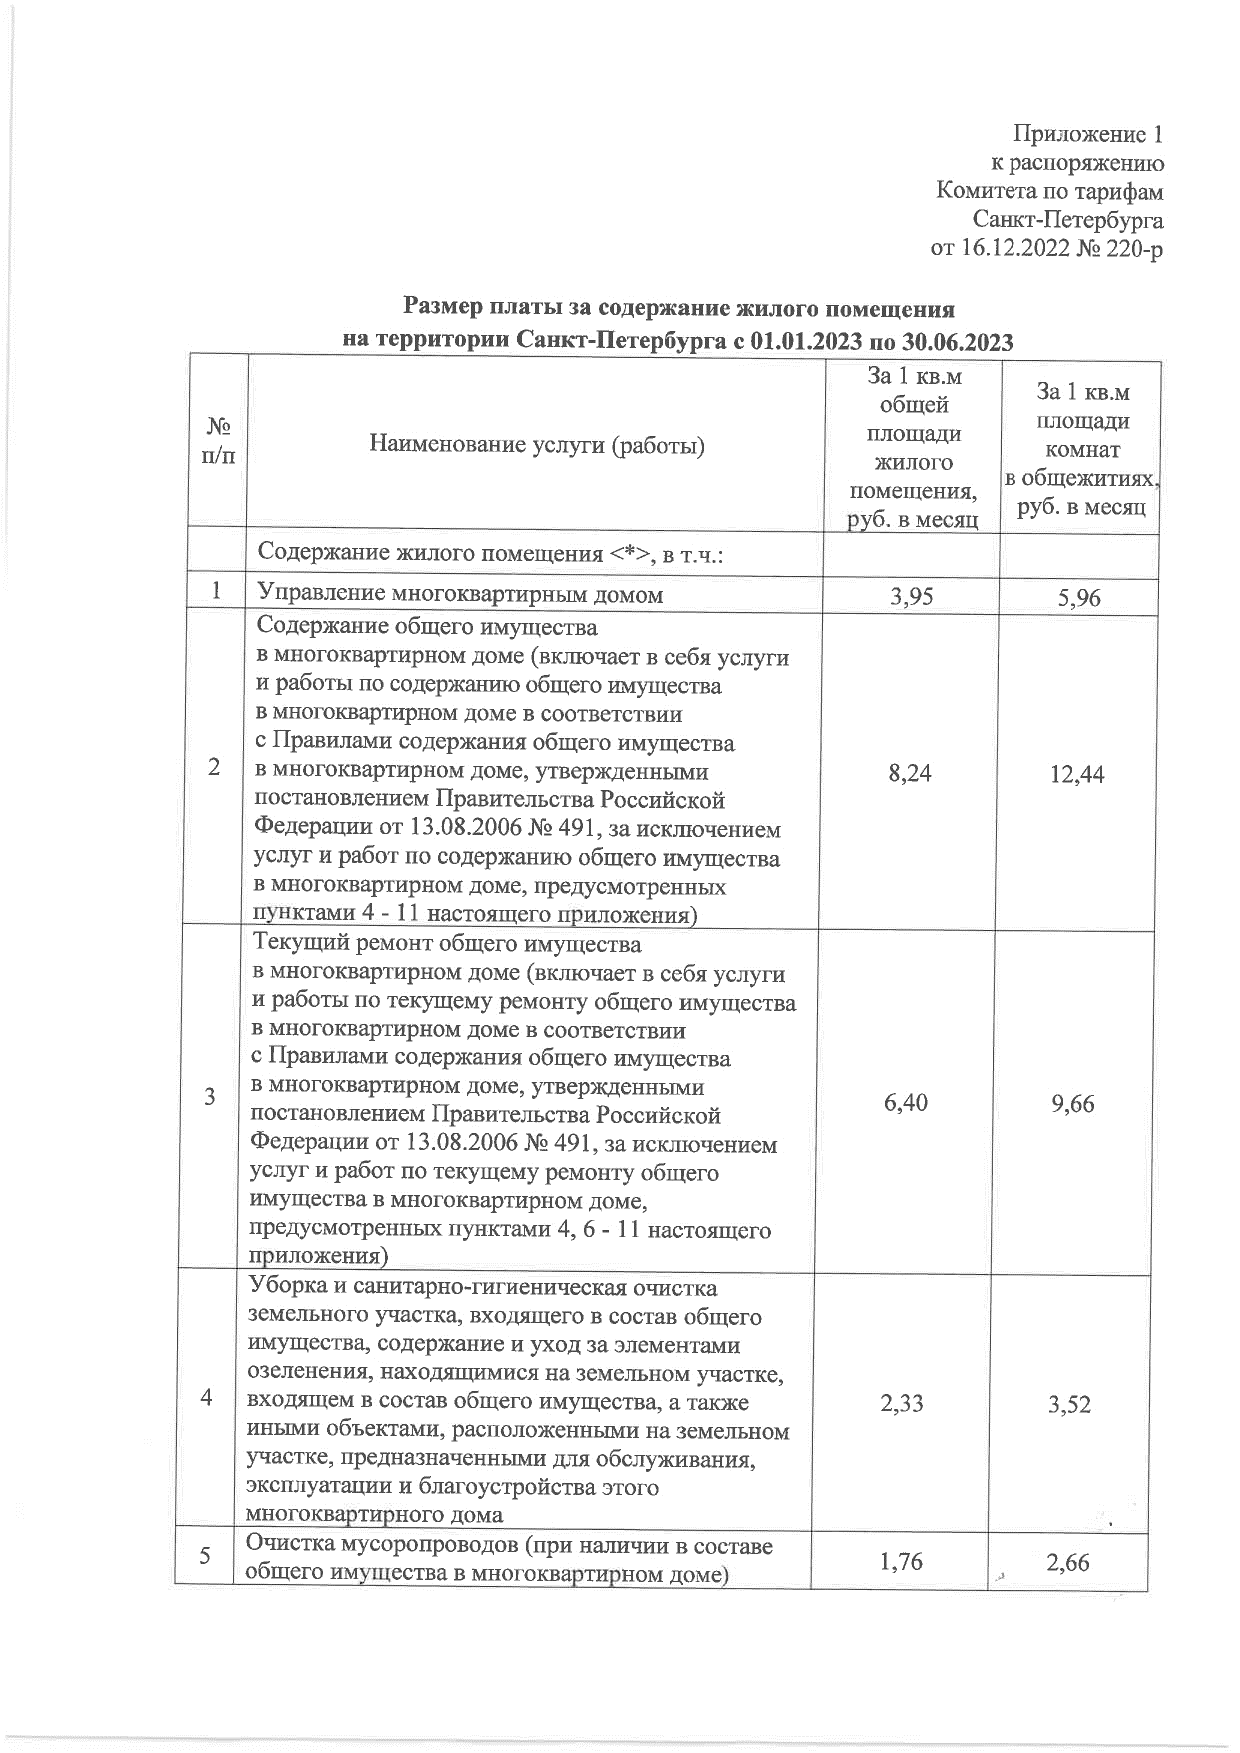 Приложение 1
к распоряжению
Комитета по тарифам
Санкт-Петербурга
от 16.12.2022 № 220-р
Размер платы за содержание жилого помещения
на территории Санкт-Петербурга с 01.01.2023 по 30.06.2023
№
п/п
Наименование услуги (работы)
За 1 кв.м
общей
площади
жилого
помещения,
руб. в месяц
За 1 кв.м
площади
комнат
в общежитиях,
руб. в месяц
Содержание жилого помещения <*>, в т.ч.:
1
Управление многоквартирным домом
3,95
5,96
2
Содержание общего имущества
в многоквартирном доме (включает в себя услуги
и работы по содержанию общего имущества
в многоквартирном доме в соответствии
с Правилами содержания общего имущества
в многоквартирном доме, утвержденными
постановлением Правительства Российской
Федерации от 13.08.2006 № 491, за исключением
услуг и работ по содержанию общего имущества
в многоквартирном доме, предусмотренных
пунктами 4 - 11 настоящего приложения)
8,24
12,44
3
Текущий ремонт общего имущества
в многоквартирном доме (включает в себя услуги
и работы по текущему ремонту общего имущества
в многоквартирном доме в соответствии
с Правилами содержания общего имущества
в многоквартирном доме, утвержденными
постановлением Правительства Российской
Федерации от 13.08.2006 № 491, за исключением
услуг и работ по текущему ремонту общего
имущества в многоквартирном доме,
предусмотренных пунктами 4, 6 - 11 настоящего
приложения)
6,40
9,66
4
Уборка и санитарно-гигиеническая очистка
земельного участка, входящего в состав общего
имущества, содержание и уход за элементами
озеленения, находящимися на земельном участке,
входящем в состав общего имущества, а также
иными объектами, расположенными на земельном
участке, предназначенными для обслуживания,
эксплуатации и благоустройства этого
многоквартирного дома
2,33
3,52
5
Очистка мусоропроводов (при наличии в составе
общего имущества в многоквартирном доме)
1,76
2,66